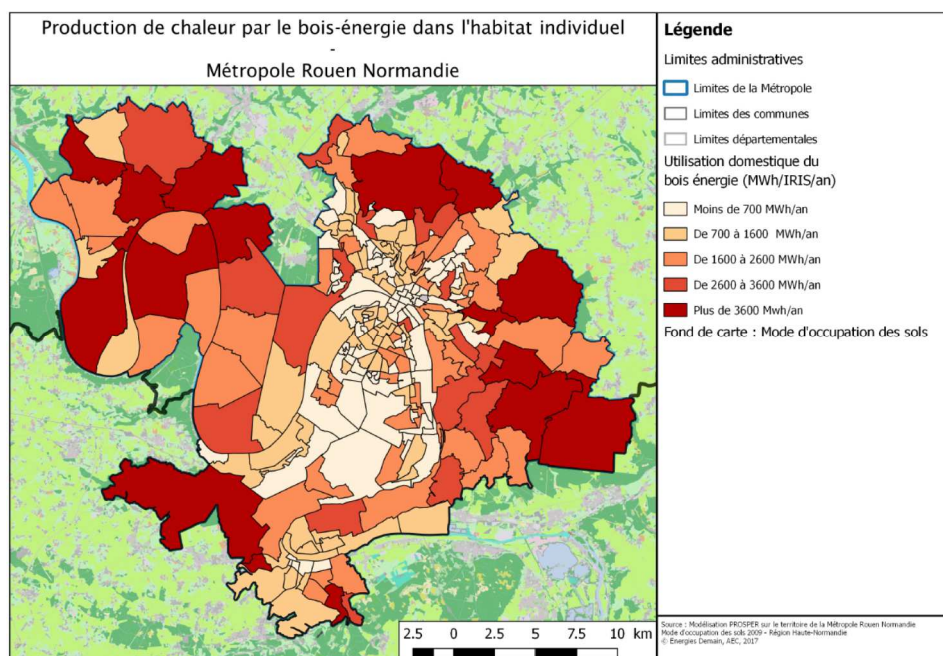 Production de chaleur par le bois-énergie dans l'habitat individuel
-
Métropole Rouen Normandie
Légende
Limites administratives
Limites de la Métropole
Limites des communes
Limites départementales
Utilisation domestique du
bois énergie (MWh/IRIS/an)
Moins de 700 MWh/an
De 700 à 1600 MWh/an
De 1600 à 2600 MWh/an
De 2600 à 3600 MWh/an
Plus de 3600 Mwh/an
Fond de carte : Mode d'occupation des sols
2.5 0 2.5 5 7.5 10 km
Source : Modélisation PROSPER sur le territoire de la Métropole Rouen Normandie
Mode d'occupation des sols 2009 - Région Haute-Normandie
© Energies Demain, AEC, 2017